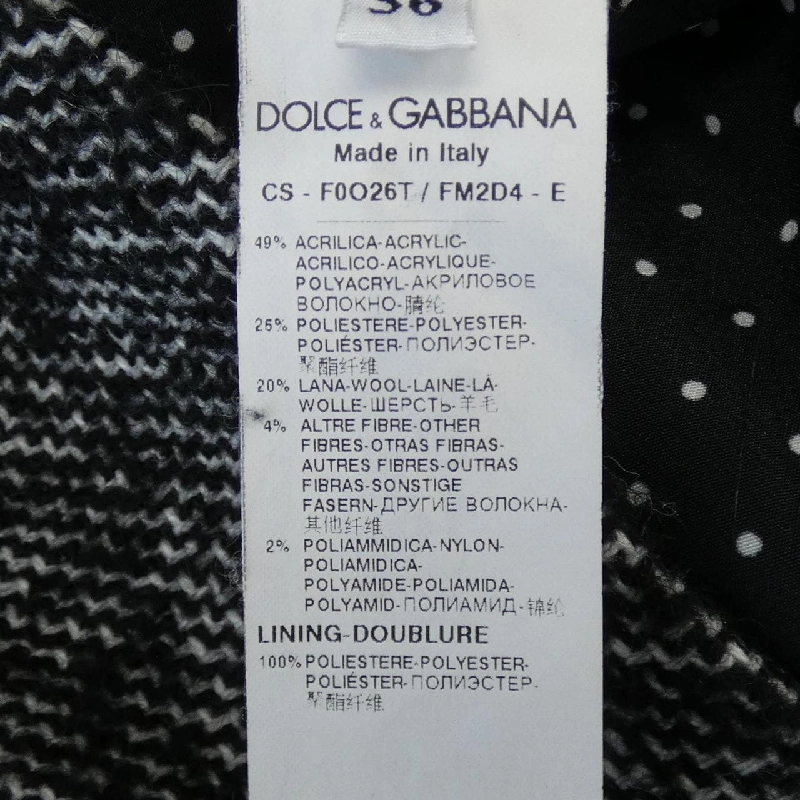 36
DOLCE & GABBANA
Made in Italy
CS - F0O26T / FM2D4 - E
49% ACRILICA-ACRYLIC-
ACRILICO-ACRYLIQUE-
POLYACRYL-АКРИЛОВОЕ
ВОЛОКНО-腈纶
25% POLIESTERE-POLYESTER-
POLIÉSTER-ПОЛИЭСТЕР-
聚酯纤维
20% LANA-WOOL-LAINE-LÃ-
WOLLE-ШЕРСТЬ-羊毛
4% ALTRE FIBRE-OTHER
FIBRES-OTRAS FIBRAS-
AUTRES FIBRES-OUTRAS
FIBRAS-SONSTIGE
FASERN-ДРУГИЕ ВОЛОКНА-
其他纤维
2% POLIAMMIDICA-NYLON-
POLIAMIDICA-
POLYAMIDE-POLIAMIDA-
POLYAMID-ПОЛИАМИД-锦纶
LINING-DOUBLURE
100% POLIESTERE-POLYESTER-
POLIÉSTER-ПОЛИЭСТЕР-
聚酯纤维